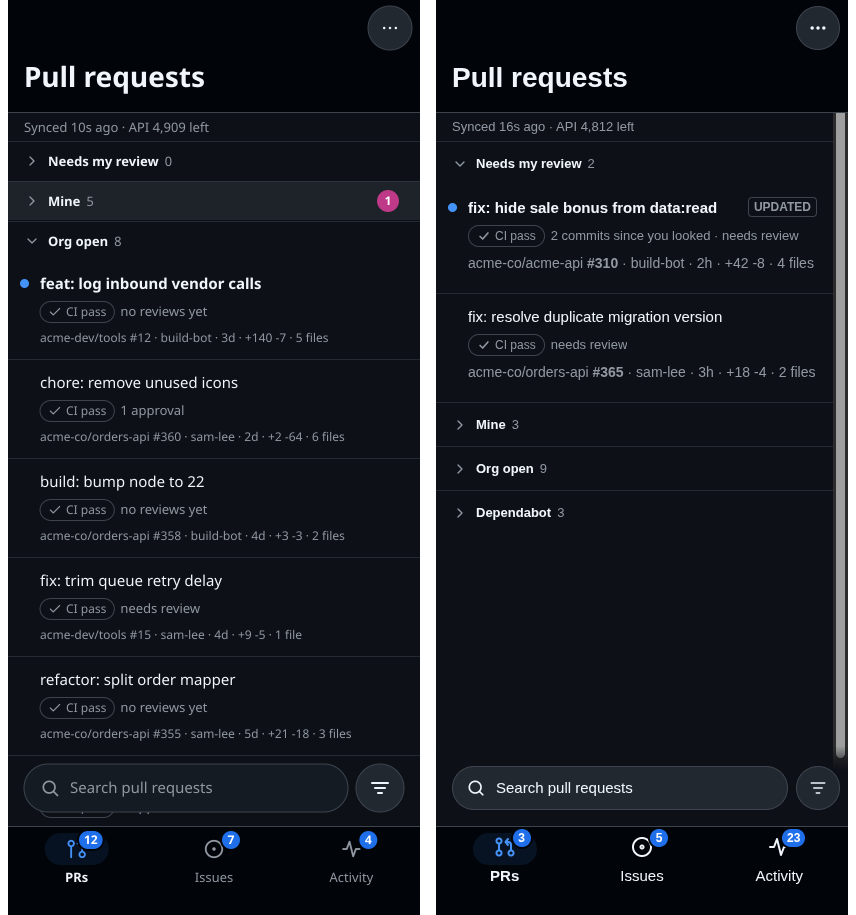 Pull requests
Synced 10s ago · API 4,909 left
Needs my review 0
Mine 5
1
Org open 8
feat: log inbound vendor calls
CI pass no reviews yet
acme-dev/tools #12 · build-bot · 3d · +140 -7 · 5 files
chore: remove unused icons
CI pass 1 approval
acme-co/orders-api #360 · sam-lee · 2d · +2 -64 · 6 files
build: bump node to 22
CI pass no reviews yet
acme-co/orders-api #358 · build-bot · 4d · +3 -3 · 2 files
fix: trim queue retry delay
CI pass needs review
acme-dev/tools #15 · sam-lee · 4d · +9 -5 · 1 file
refactor: split order mapper
CI pass no reviews yet
acme-co/orders-api #355 · sam-lee · 5d · +21 -18 · 3 files
Search pull requests
12 7 4
PRs Issues Activity
Pull requests
Synced 16s ago · API 4,812 left
Needs my review 2
fix: hide sale bonus from data:read UPDATED
CI pass 2 commits since you looked · needs review
acme-co/acme-api #310 · build-bot · 2h · +42 -8 · 4 files
fix: resolve duplicate migration version
CI pass needs review
acme-co/orders-api #365 · sam-lee · 3h · +18 -4 · 2 files
Mine 3
Org open 9
Dependabot 3
Search pull requests
3 5 23
PRs Issues Activity